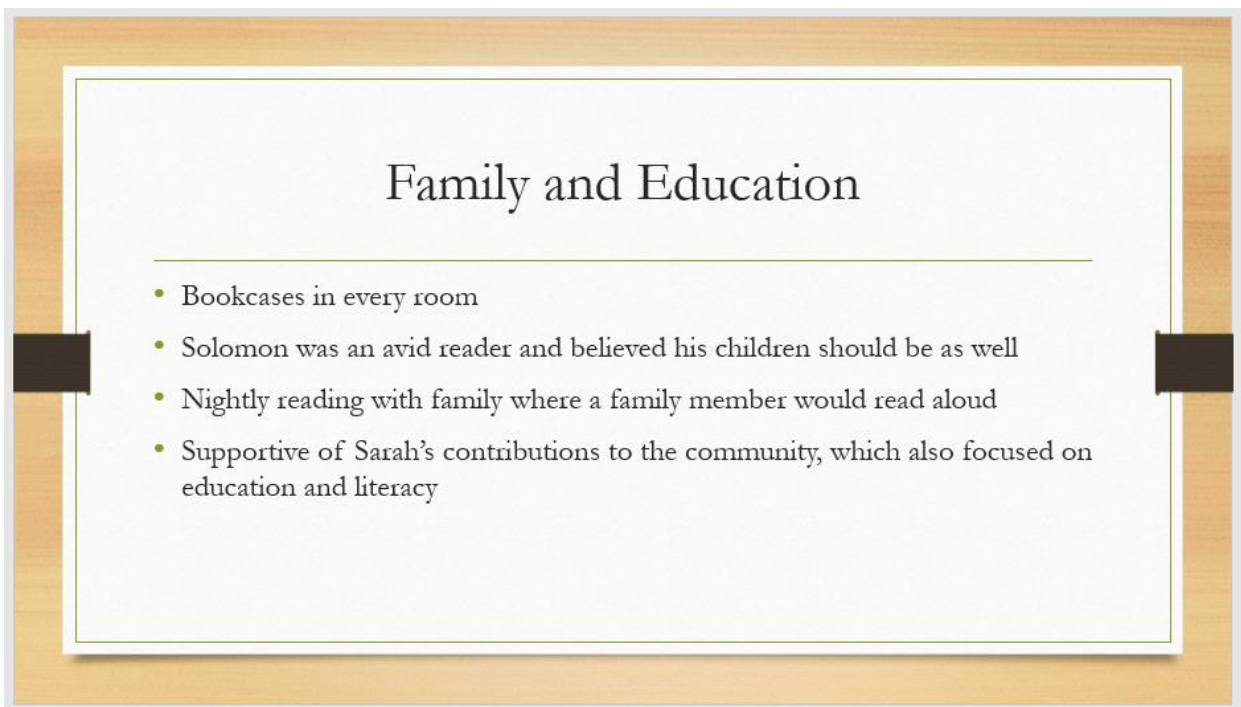 Family and Education
• Bookcases in every room
• Solomon was an avid reader and believed his children should be as well
• Nightly reading with family where a family member would read aloud
• Supportive of Sarah’s contributions to the community, which also focused on
education and literacy